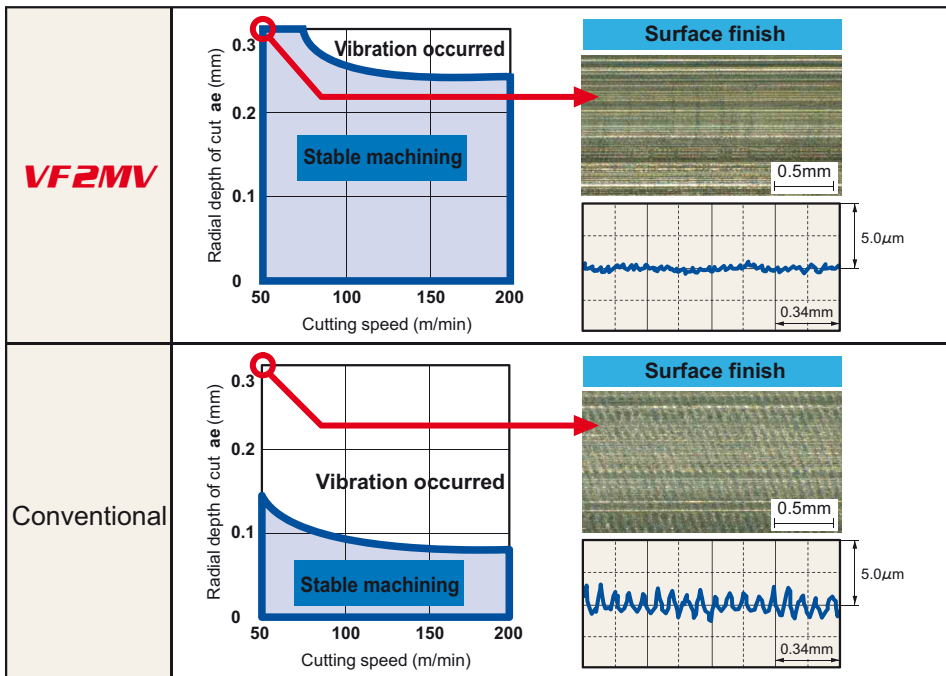 VF2MV
Radial depth of cut ae (mm)
0.3
0.2
0.1
0
50
100
150
200
Cutting speed (m/min)
Vibration occurred
Stable machining
Surface finish
0.5mm
5.0μm
0.34mm
Conventional
Radial depth of cut ae (mm)
0.3
0.2
0.1
0
50
100
150
200
Cutting speed (m/min)
Vibration occurred
Stable machining
Surface finish
0.5mm
5.0μm
0.34mm